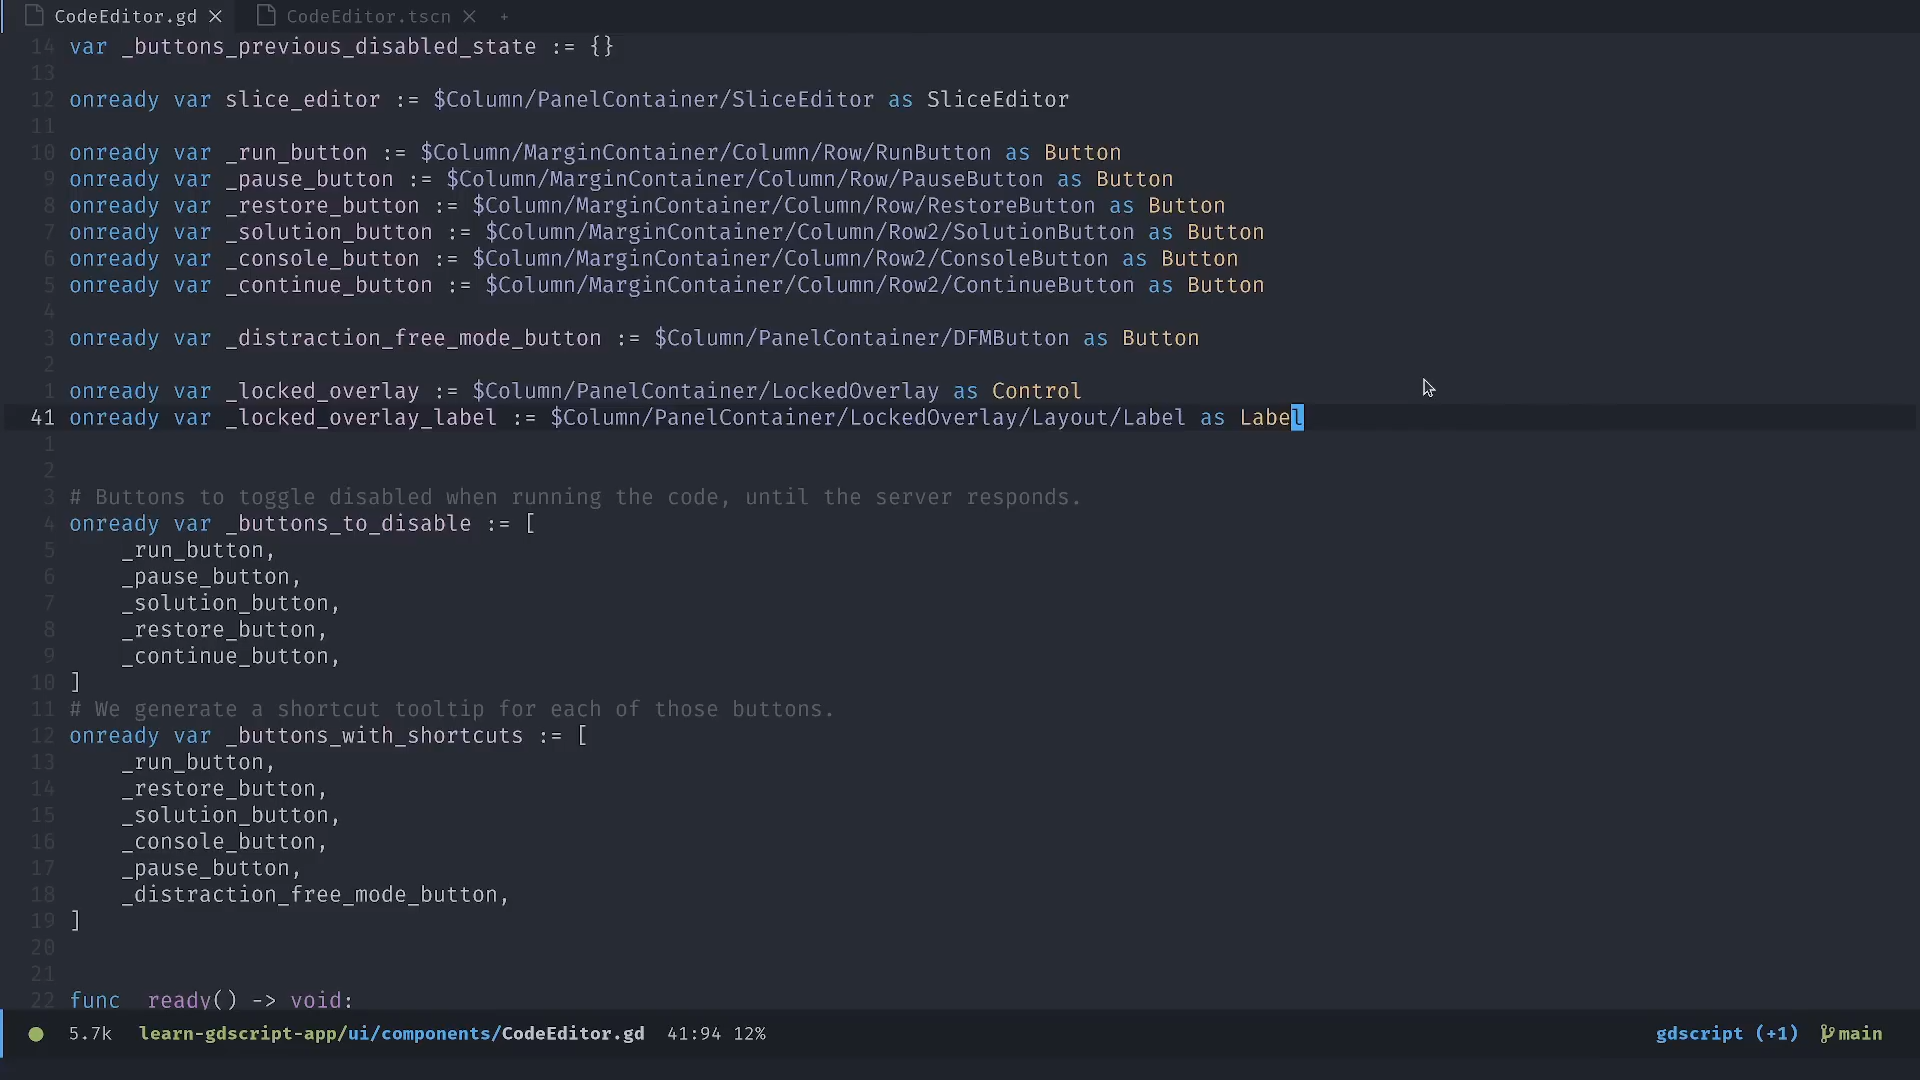 CodeEditor.gd × CodeEditor.tscn × +
14 var _buttons_previous_disabled_state := {}
13
12 onready var slice_editor := $Column/PanelContainer/SliceEditor as SliceEditor
11
10 onready var _run_button := $Column/MarginContainer/Column/Row/RunButton as Button
9 onready var _pause_button := $Column/MarginContainer/Column/Row/PauseButton as Button
8 onready var _restore_button := $Column/MarginContainer/Column/Row/RestoreButton as Button
7 onready var _solution_button := $Column/MarginContainer/Column/Row2/SolutionButton as Button
6 onready var _console_button := $Column/MarginContainer/Column/Row2/ConsoleButton as Button
5 onready var _continue_button := $Column/MarginContainer/Column/Row2/ContinueButton as Button
4
3 onready var _distraction_free_mode_button := $Column/PanelContainer/DFMButton as Button
2
1 onready var _locked_overlay := $Column/PanelContainer/LockedOverlay as Control
41 onready var _locked_overlay_label := $Column/PanelContainer/LockedOverlay/Layout/Label as Label
1
2
3 # Buttons to toggle disabled when running the code, until the server responds.
4 onready var _buttons_to_disable := [
5 _run_button,
6 _pause_button,
7 _solution_button,
8 _restore_button,
9 _continue_button,
10 ]
11 # We generate a shortcut tooltip for each of those buttons.
12 onready var _buttons_with_shortcuts := [
13 _run_button,
14 _restore_button,
15 _solution_button,
16 _console_button,
17 _pause_button,
18 _distraction_free_mode_button,
19 ]
20
21
22 func _ready() -> void:
5.7k learn-gdscript-app/ui/components/CodeEditor.gd 41:94 12% gdscript (+1) main